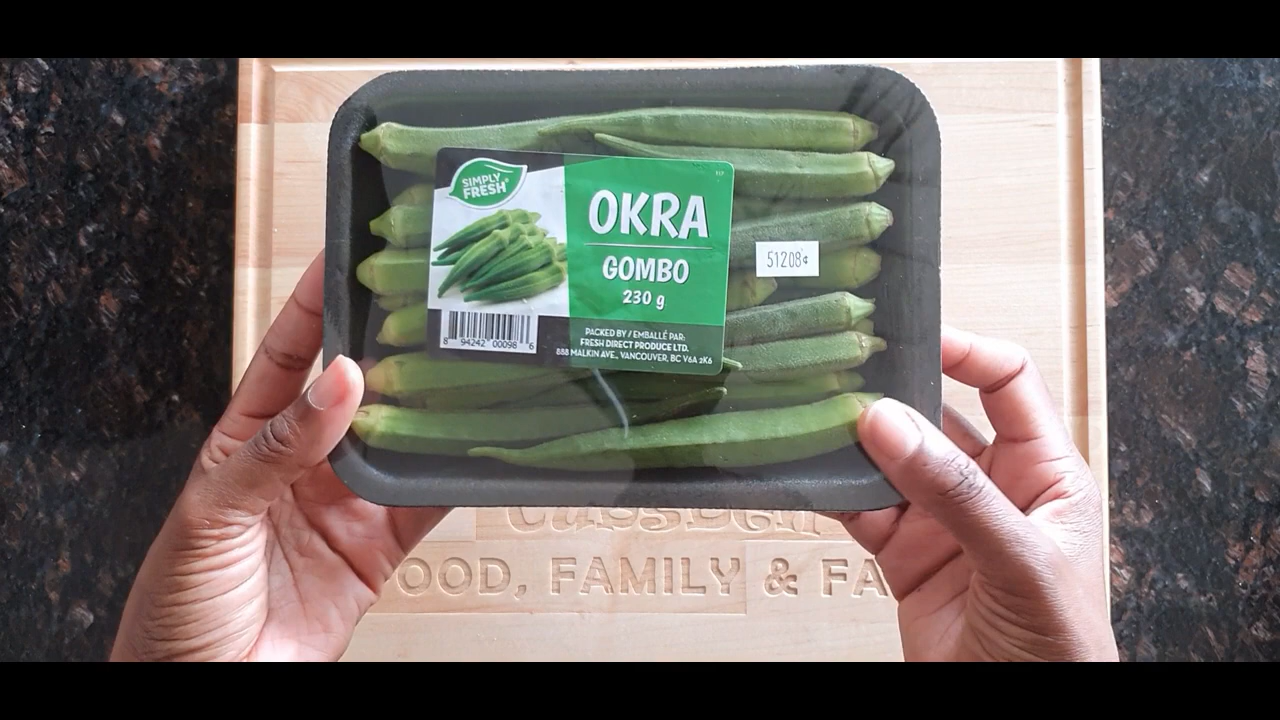 SIMPLY
FRESH®
HP
OKRA
GOMBO
230 g
51208¢
8 94242 00098 6
PACKED BY / EMBALLÉ PAR:
FRESH DIRECT PRODUCE LTD.
888 MALKIN AVE., VANCOUVER, BC V6A 2K6
OOD, FAMILY & FA